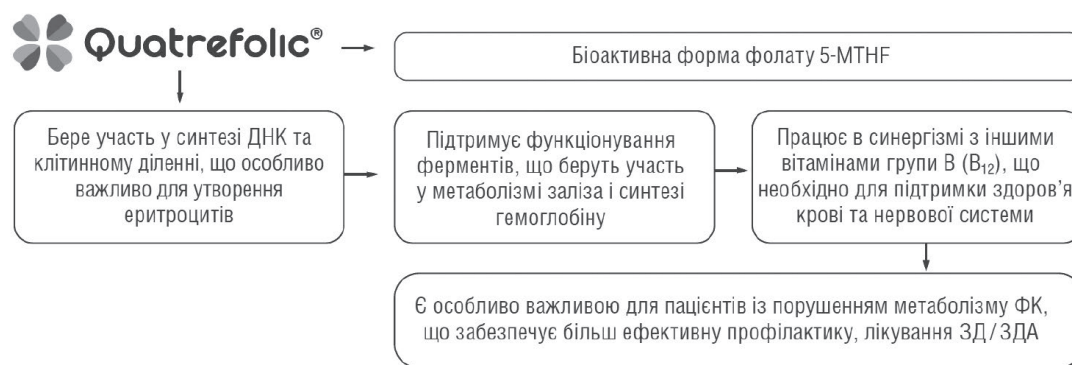 Quatrefolic®
Біоактивна форма фолату 5-MTHF
Бере участь у синтезі ДНК та
клітинному діленні, що особливо
важливо для утворення
еритроцитів
Підтримує функціонування
ферментів, що беруть участь
у метаболізмі заліза і синтезі
гемоглобіну
Працює в синергізмі з іншими
вітамінами групи В (В₁₂), що
необхідно для підтримки здоров’я
крові та нервової системи
Є особливо важливою для пацієнтів із порушенням метаболізму ФК,
що забезпечує більш ефективну профілактику, лікування ЗД/ЗДА